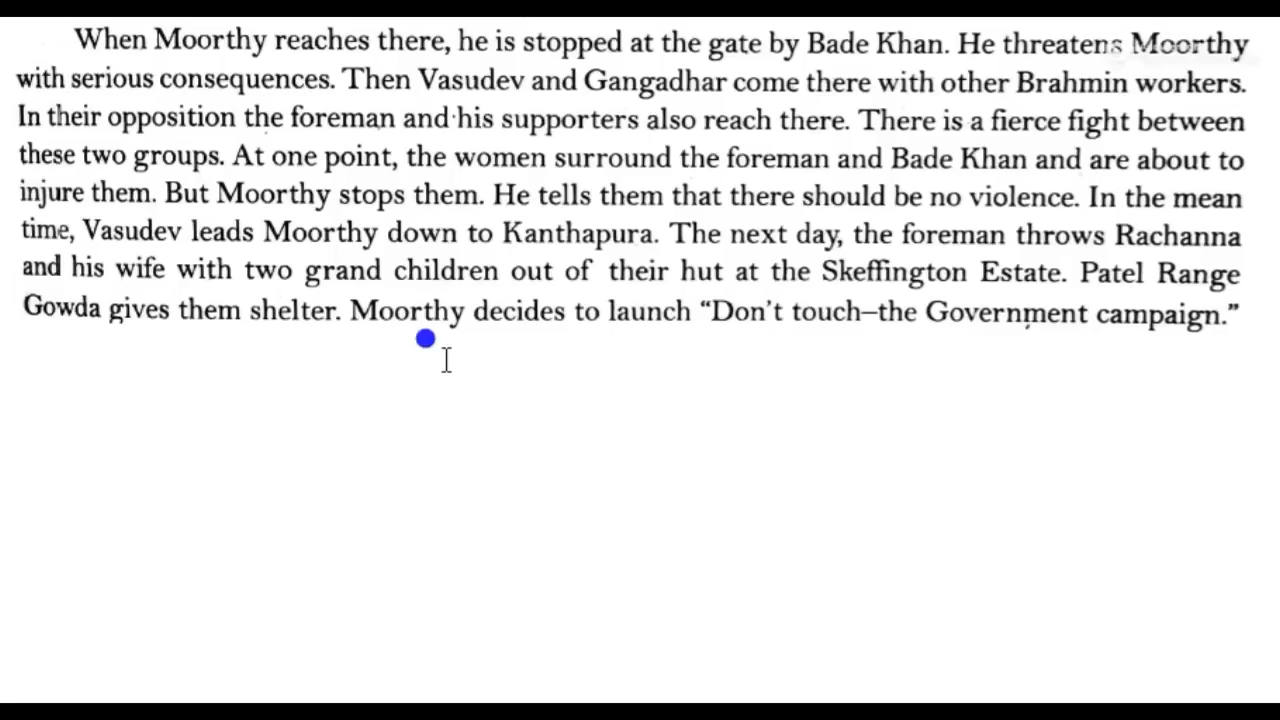 When Moorthy reaches there, he is stopped at the gate by Bade Khan. He threatens Moorthy
with serious consequences. Then Vasudev and Gangadhar come there with other Brahmin workers.
In their opposition the foreman and his supporters also reach there. There is a fierce fight between
these two groups. At one point, the women surround the foreman and Bade Khan and are about to
injure them. But Moorthy stops them. He tells them that there should be no violence. In the mean
time, Vasudev leads Moorthy down to Kanthapura. The next day, the foreman throws Rachanna
and his wife with two grand children out of their hut at the Skeffington Estate. Patel Range
Gowda gives them shelter. Moorthy decides to launch “Don't touch–the Government campaign.”